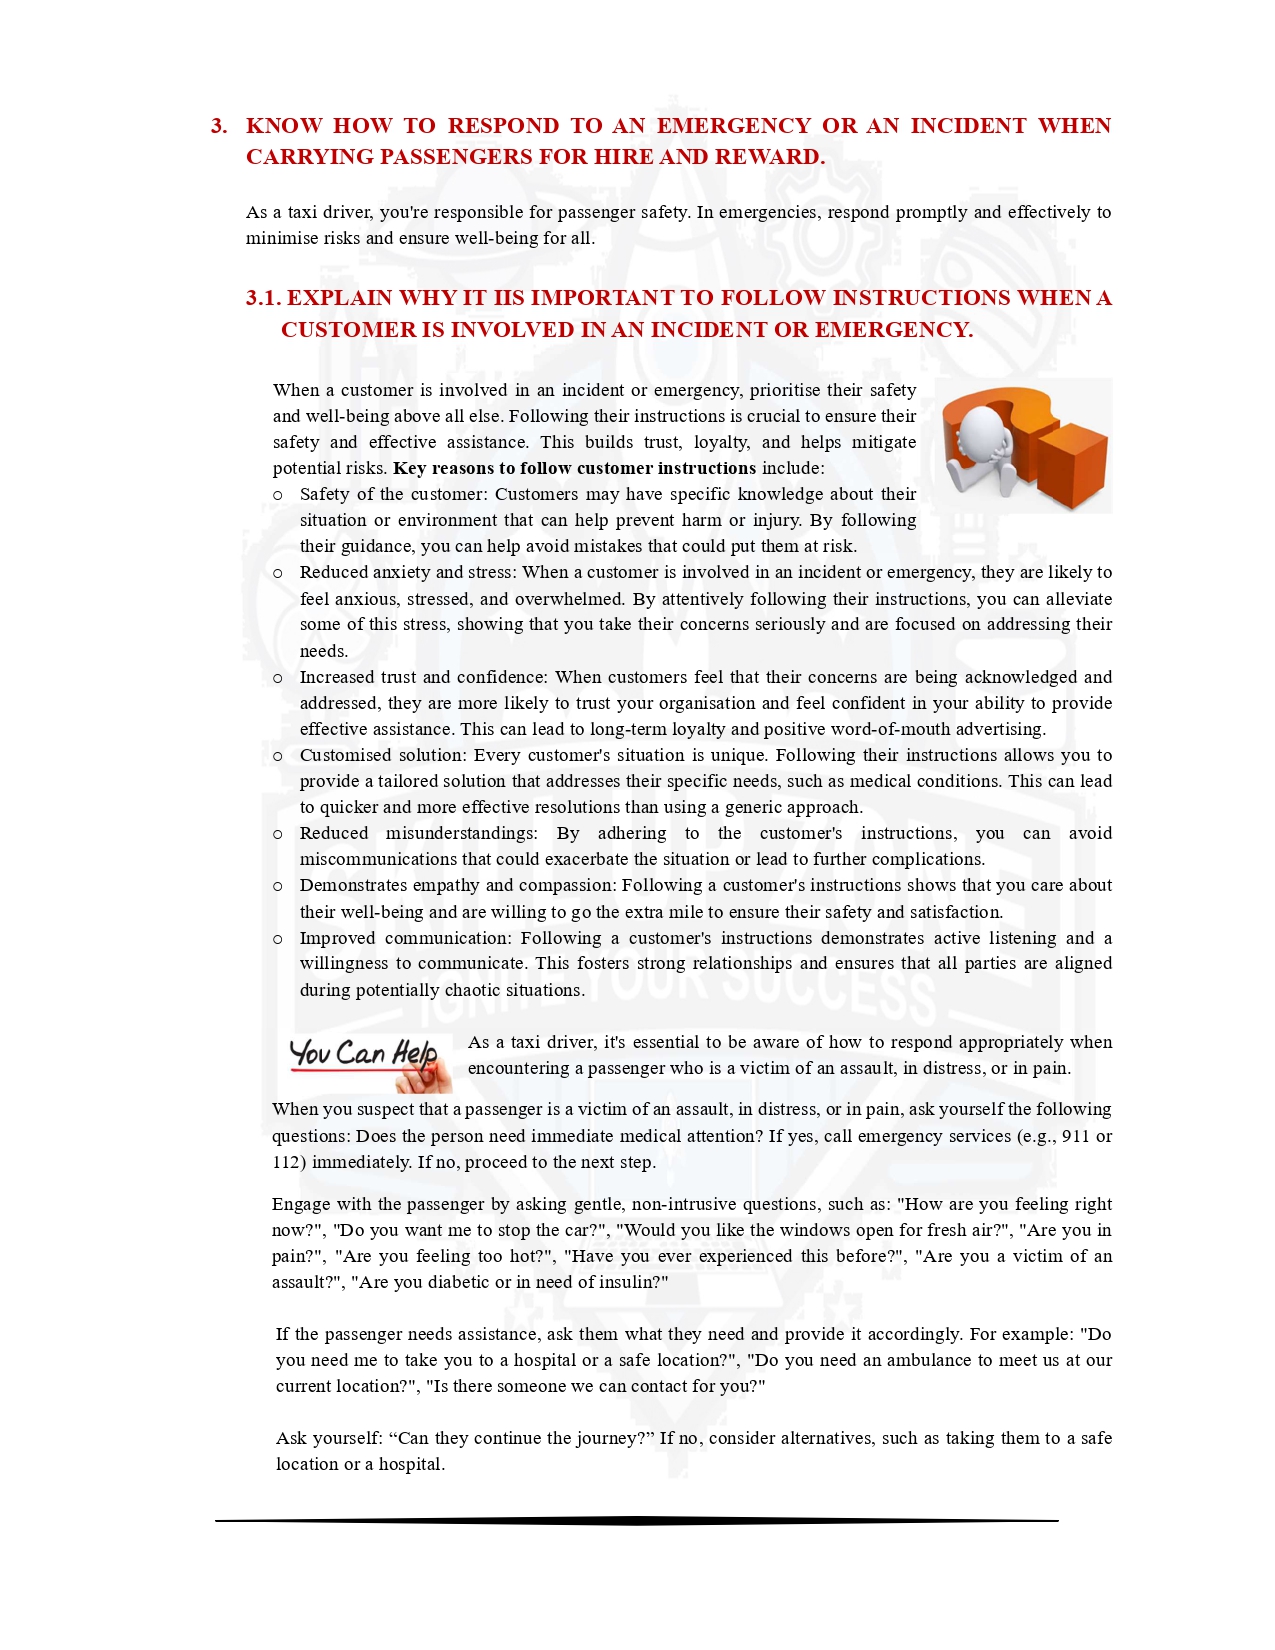 3. KNOW HOW TO RESPOND TO AN EMERGENCY OR AN INCIDENT WHEN
CARRYING PASSENGERS FOR HIRE AND REWARD.
As a taxi driver, you're responsible for passenger safety. In emergencies, respond promptly and effectively to
minimise risks and ensure well-being for all.
3.1. EXPLAIN WHY IT IIS IMPORTANT TO FOLLOW INSTRUCTIONS WHEN A
CUSTOMER IS INVOLVED IN AN INCIDENT OR EMERGENCY.
When a customer is involved in an incident or emergency, prioritise their safety
and well-being above all else. Following their instructions is crucial to ensure their
safety and effective assistance. This builds trust, loyalty, and helps mitigate
potential risks. Key reasons to follow customer instructions include:
o Safety of the customer: Customers may have specific knowledge about their
situation or environment that can help prevent harm or injury. By following
their guidance, you can help avoid mistakes that could put them at risk.
o Reduced anxiety and stress: When a customer is involved in an incident or emergency, they are likely to
feel anxious, stressed, and overwhelmed. By attentively following their instructions, you can alleviate
some of this stress, showing that you take their concerns seriously and are focused on addressing their
needs.
o Increased trust and confidence: When customers feel that their concerns are being acknowledged and
addressed, they are more likely to trust your organisation and feel confident in your ability to provide
effective assistance. This can lead to long-term loyalty and positive word-of-mouth advertising.
o Customised solution: Every customer's situation is unique. Following their instructions allows you to
provide a tailored solution that addresses their specific needs, such as medical conditions. This can lead
to quicker and more effective resolutions than using a generic approach.
o Reduced misunderstandings: By adhering to the customer's instructions, you can avoid
miscommunications that could exacerbate the situation or lead to further complications.
o Demonstrates empathy and compassion: Following a customer's instructions shows that you care about
their well-being and are willing to go the extra mile to ensure their safety and satisfaction.
o Improved communication: Following a customer's instructions demonstrates active listening and a
willingness to communicate. This fosters strong relationships and ensures that all parties are aligned
during potentially chaotic situations.
IGNITE YOUR SUCCESS
You Can Help
As a taxi driver, it's essential to be aware of how to respond appropriately when
encountering a passenger who is a victim of an assault, in distress, or in pain.
When you suspect that a passenger is a victim of an assault, in distress, or in pain, ask yourself the following
questions: Does the person need immediate medical attention? If yes, call emergency services (e.g., 911 or
112) immediately. If no, proceed to the next step.
Engage with the passenger by asking gentle, non-intrusive questions, such as: "How are you feeling right
now?", "Do you want me to stop the car?", "Would you like the windows open for fresh air?", "Are you in
pain?", "Are you feeling too hot?", "Have you ever experienced this before?", "Are you a victim of an
assault?", "Are you diabetic or in need of insulin?"
If the passenger needs assistance, ask them what they need and provide it accordingly. For example: "Do
you need me to take you to a hospital or a safe location?", "Do you need an ambulance to meet us at our
current location?", "Is there someone we can contact for you?"
Ask yourself: “Can they continue the journey?” If no, consider alternatives, such as taking them to a safe
location or a hospital.